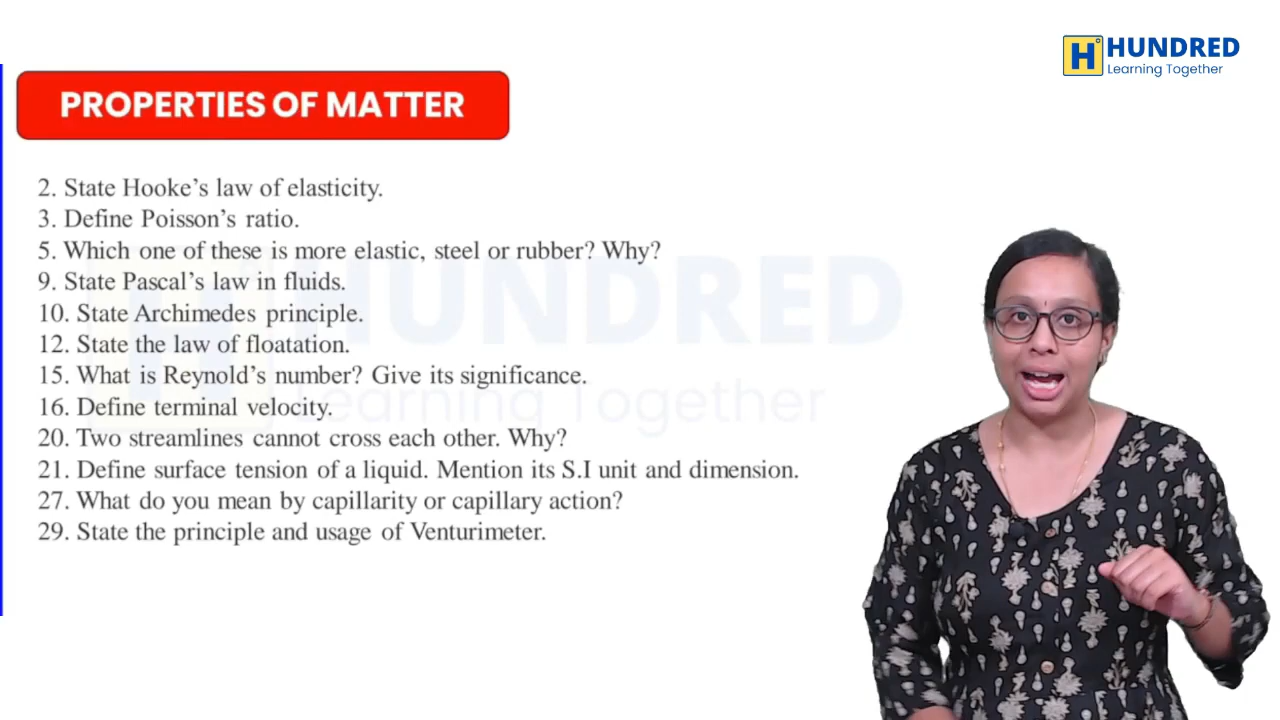 HUNDRED
Learning Together
PROPERTIES OF MATTER
2. State Hooke’s law of elasticity.
3. Define Poisson’s ratio.
5. Which one of these is more elastic, steel or rubber? Why?
9. State Pascal’s law in fluids.
10. State Archimedes principle.
12. State the law of floatation.
15. What is Reynold’s number? Give its significance.
16. Define terminal velocity.
20. Two streamlines cannot cross each other. Why?
21. Define surface tension of a liquid. Mention its S.I unit and dimension.
27. What do you mean by capillarity or capillary action?
29. State the principle and usage of Venturimeter.
HUNDRED
Learning Together